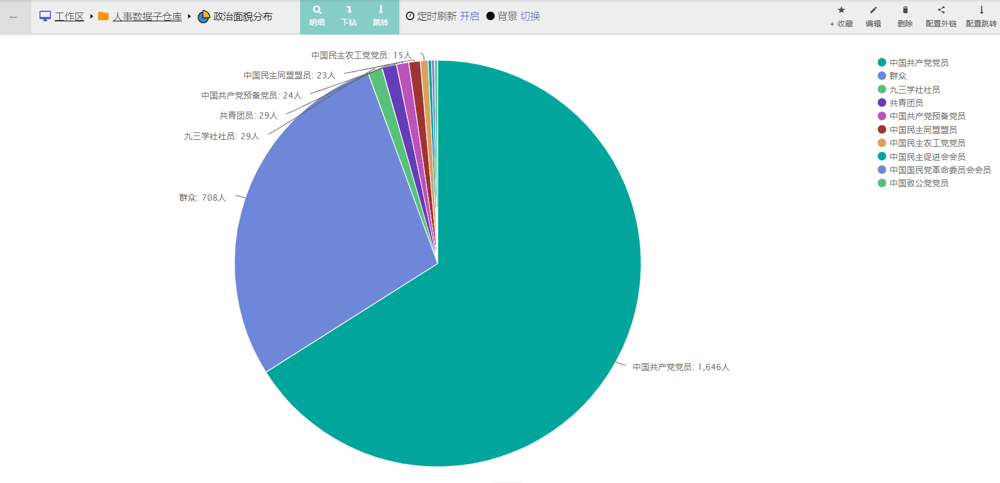 ← 工作区 人事数据子仓库 政治面貌分布
明细 下钻 跳转
定时刷新 开启 背景 切换
+ 收藏 编辑 删除 配置外链 配置跳转
中国民主农工党党员: 15人
中国民主同盟盟员: 23人
中国共产党预备党员: 24人
共青团员: 29人
九三学社社员: 29人
群众: 708人
中国共产党党员: 1,646人
中国共产党党员
群众
九三学社社员
共青团员
中国共产党预备党员
中国民主同盟盟员
中国民主农工党党员
中国民主促进会会员
中国国民党革命委员会会员
中国致公党党员